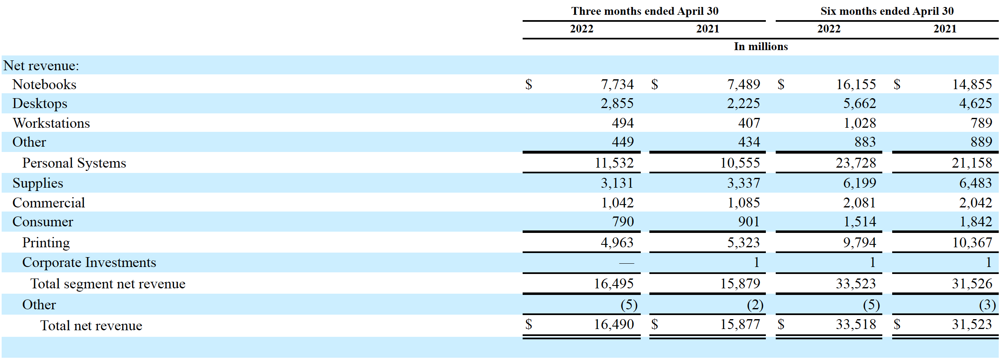 Three months ended April 30 Six months ended April 30
2022 2021 2022 2021
In millions
Net revenue:
Notebooks $ 7,734 $ 7,489 $ 16,155 $ 14,855
Desktops 2,855 2,225 5,662 4,625
Workstations 494 407 1,028 789
Other 449 434 883 889
Personal Systems 11,532 10,555 23,728 21,158
Supplies 3,131 3,337 6,199 6,483
Commercial 1,042 1,085 2,081 2,042
Consumer 790 901 1,514 1,842
Printing 4,963 5,323 9,794 10,367
Corporate Investments — 1 1 1
Total segment net revenue 16,495 15,879 33,523 31,526
Other (5) (2) (5) (3)
Total net revenue $ 16,490 $ 15,877 $ 33,518 $ 31,523